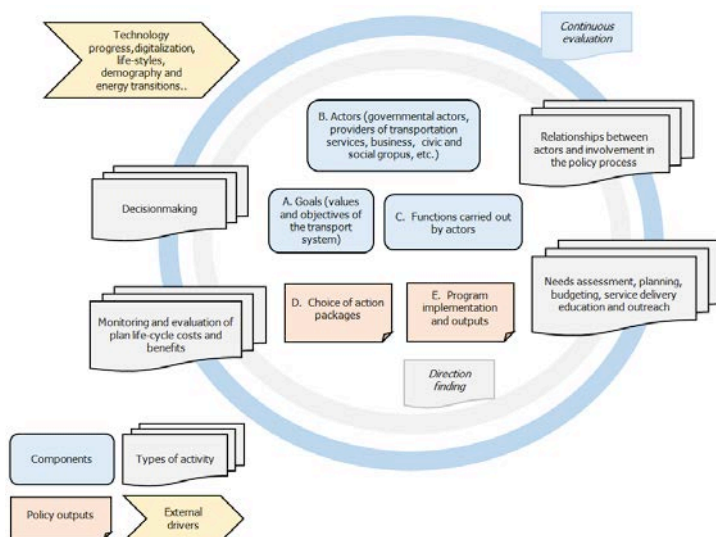 Technology
progress,digitalization,
life-styles,
demography and
energy transitions..
Continuous
evaluation
B. Actors (governmental actors,
providers of transportation
services, business, civic and
social gropus, etc.)
Relationships between
actors and involvement in
the policy process
Decisionmaking
A. Goals (values
and objectives of
the transport
system)
C. Functions carried out
by actors
Needs assessment, planning,
budgeting, service delivery
education and outreach
Monitoring and evaluation of
plan life-cycle costs and
benefits
D. Choice of action
packages
E. Program
implementation
and outputs
Direction
finding
Components
Types of activity
Policy outputs
External
drivers